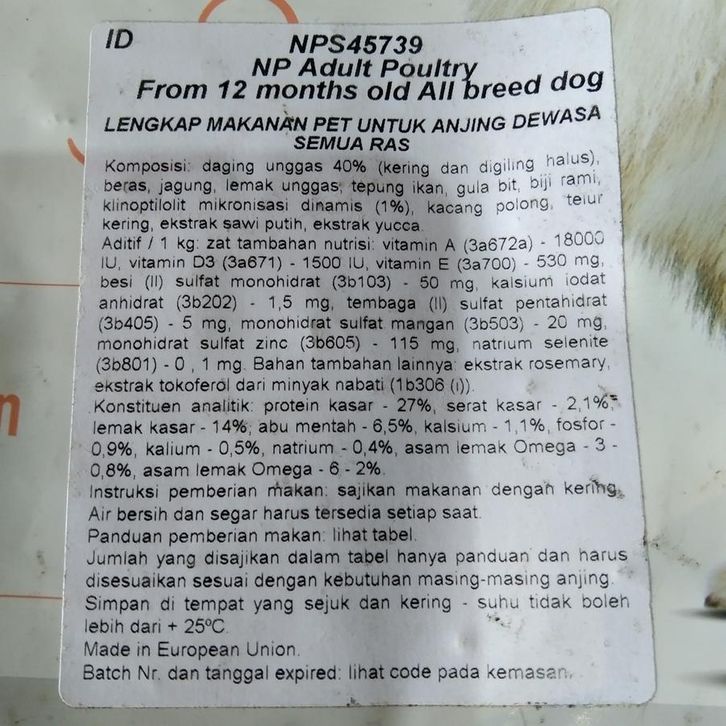 ID
NPS45739
NP Adult Poultry
From 12 months old All breed dog
LENGKAP MAKANAN PET UNTUK ANJING DEWASA
SEMUA RAS
Komposisi: daging unggas 40% (kering dan digiling halus),
beras, jagung, lemak unggas, tepung ikan, gula bit, biji rami,
klinoptilolit mikronisasi dinamis (1%), kacang polong, telur
kering, ekstrak sawi putih, ekstrak yucca.
Aditif / 1 kg: zat tambahan nutrisi: vitamin A (3a672a) - 18000
IU, vitamin D3 (3a671) - 1500 IU, vitamin E (3a700) - 530 mg,
besi (II) sulfat monohidrat (3b103) - 50 mg, kalsium iodat
anhidrat (3b202) - 1,5 mg, tembaga (II) sulfat pentahidrat
(3b405) - 5 mg, monohidrat sulfat mangan (3b503) - 20 mg,
monohidrat sulfat zinc (3b605) - 115 mg, natrium selenite
(3b801) - 0 , 1 mg. Bahan tambahan lainnya: ekstrak rosemary,
ekstrak tokoferol dari minyak nabati (1b306 (i)).
Konstituen analitik: protein kasar - 27%, serat kasar - 2,1%,
lemak kasar - 14%, abu mentah - 6,5%, kalsium - 1,1%, fosfor -
0,9%, kalium - 0,5%, natrium - 0,4%, asam lemak Omega - 3 -
0,8%, asam lemak Omega - 6 - 2%.
Instruksi pemberian makan: sajikan makanan dengan kering.
Air bersih dan segar harus tersedia setiap saat.
Panduan pemberian makan: lihat tabel.
Jumlah yang disajikan dalam tabel hanya panduan dan harus
disesuaikan sesuai dengan kebutuhan masing-masing anjing.
Simpan di tempat yang sejuk dan kering - suhu tidak boleh
lebih dari + 25ºC.
Made in European Union.
Batch Nr. dan tanggal expired: lihat code pada kemasan.